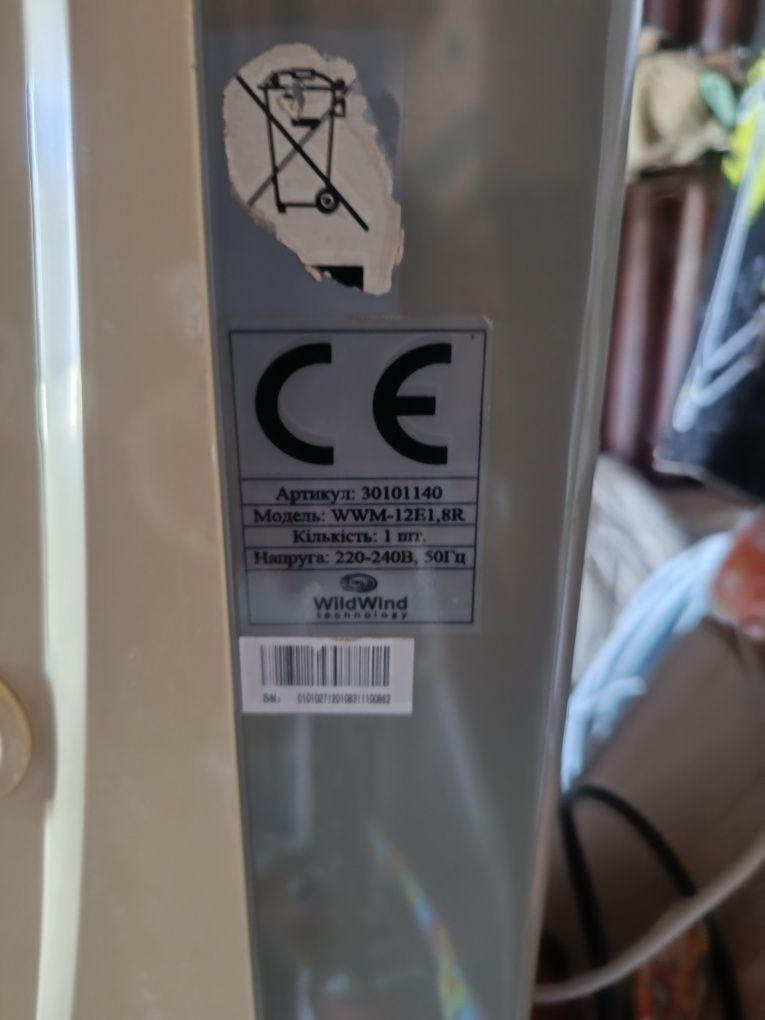 CE
Артикул: 30101140
Модель: WWM-12E1,8R
Кількість: 1 шт.
Напруга: 220-240В, 50Гц
WildWind
technology
SN: